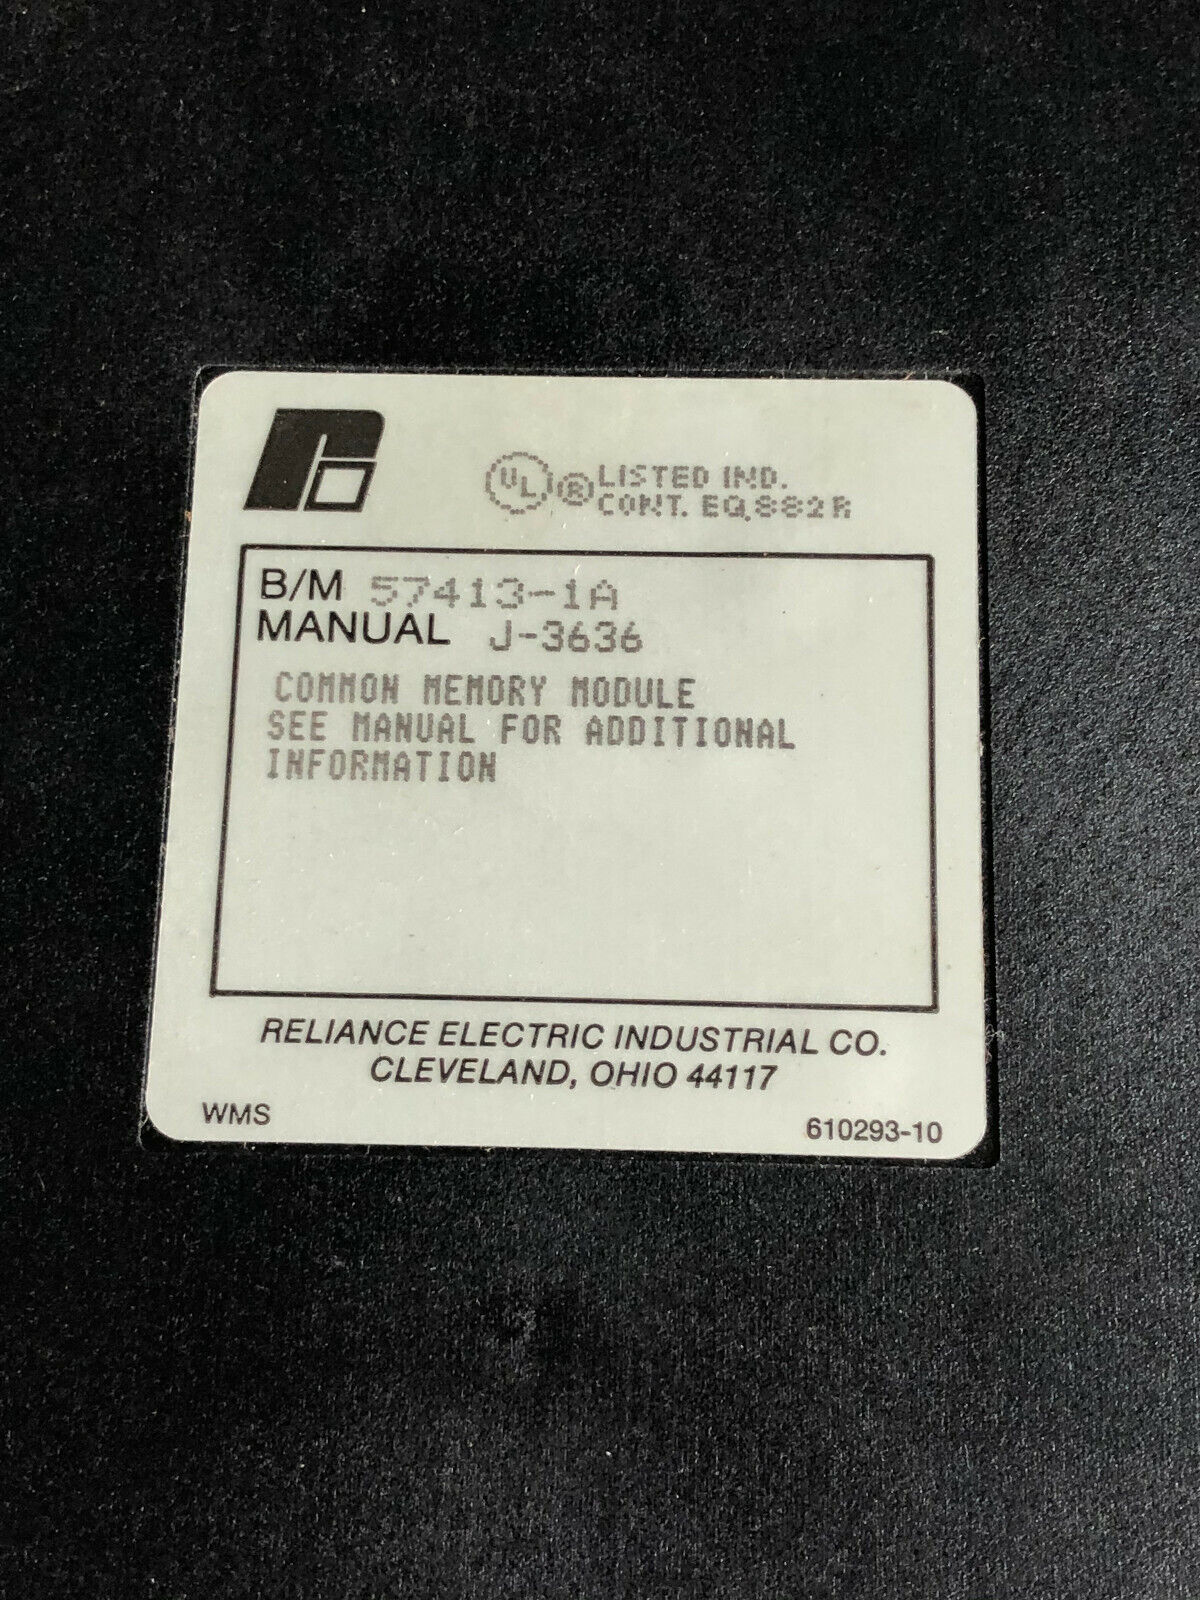 UL ® LISTED IND.
CONT. EQ.882R
B/M 57413-1A
MANUAL J-3636
COMMON MEMORY MODULE
SEE MANUAL FOR ADDITIONAL
INFORMATION
RELIANCE ELECTRIC INDUSTRIAL CO.
CLEVELAND, OHIO 44117
WMS
610293-10